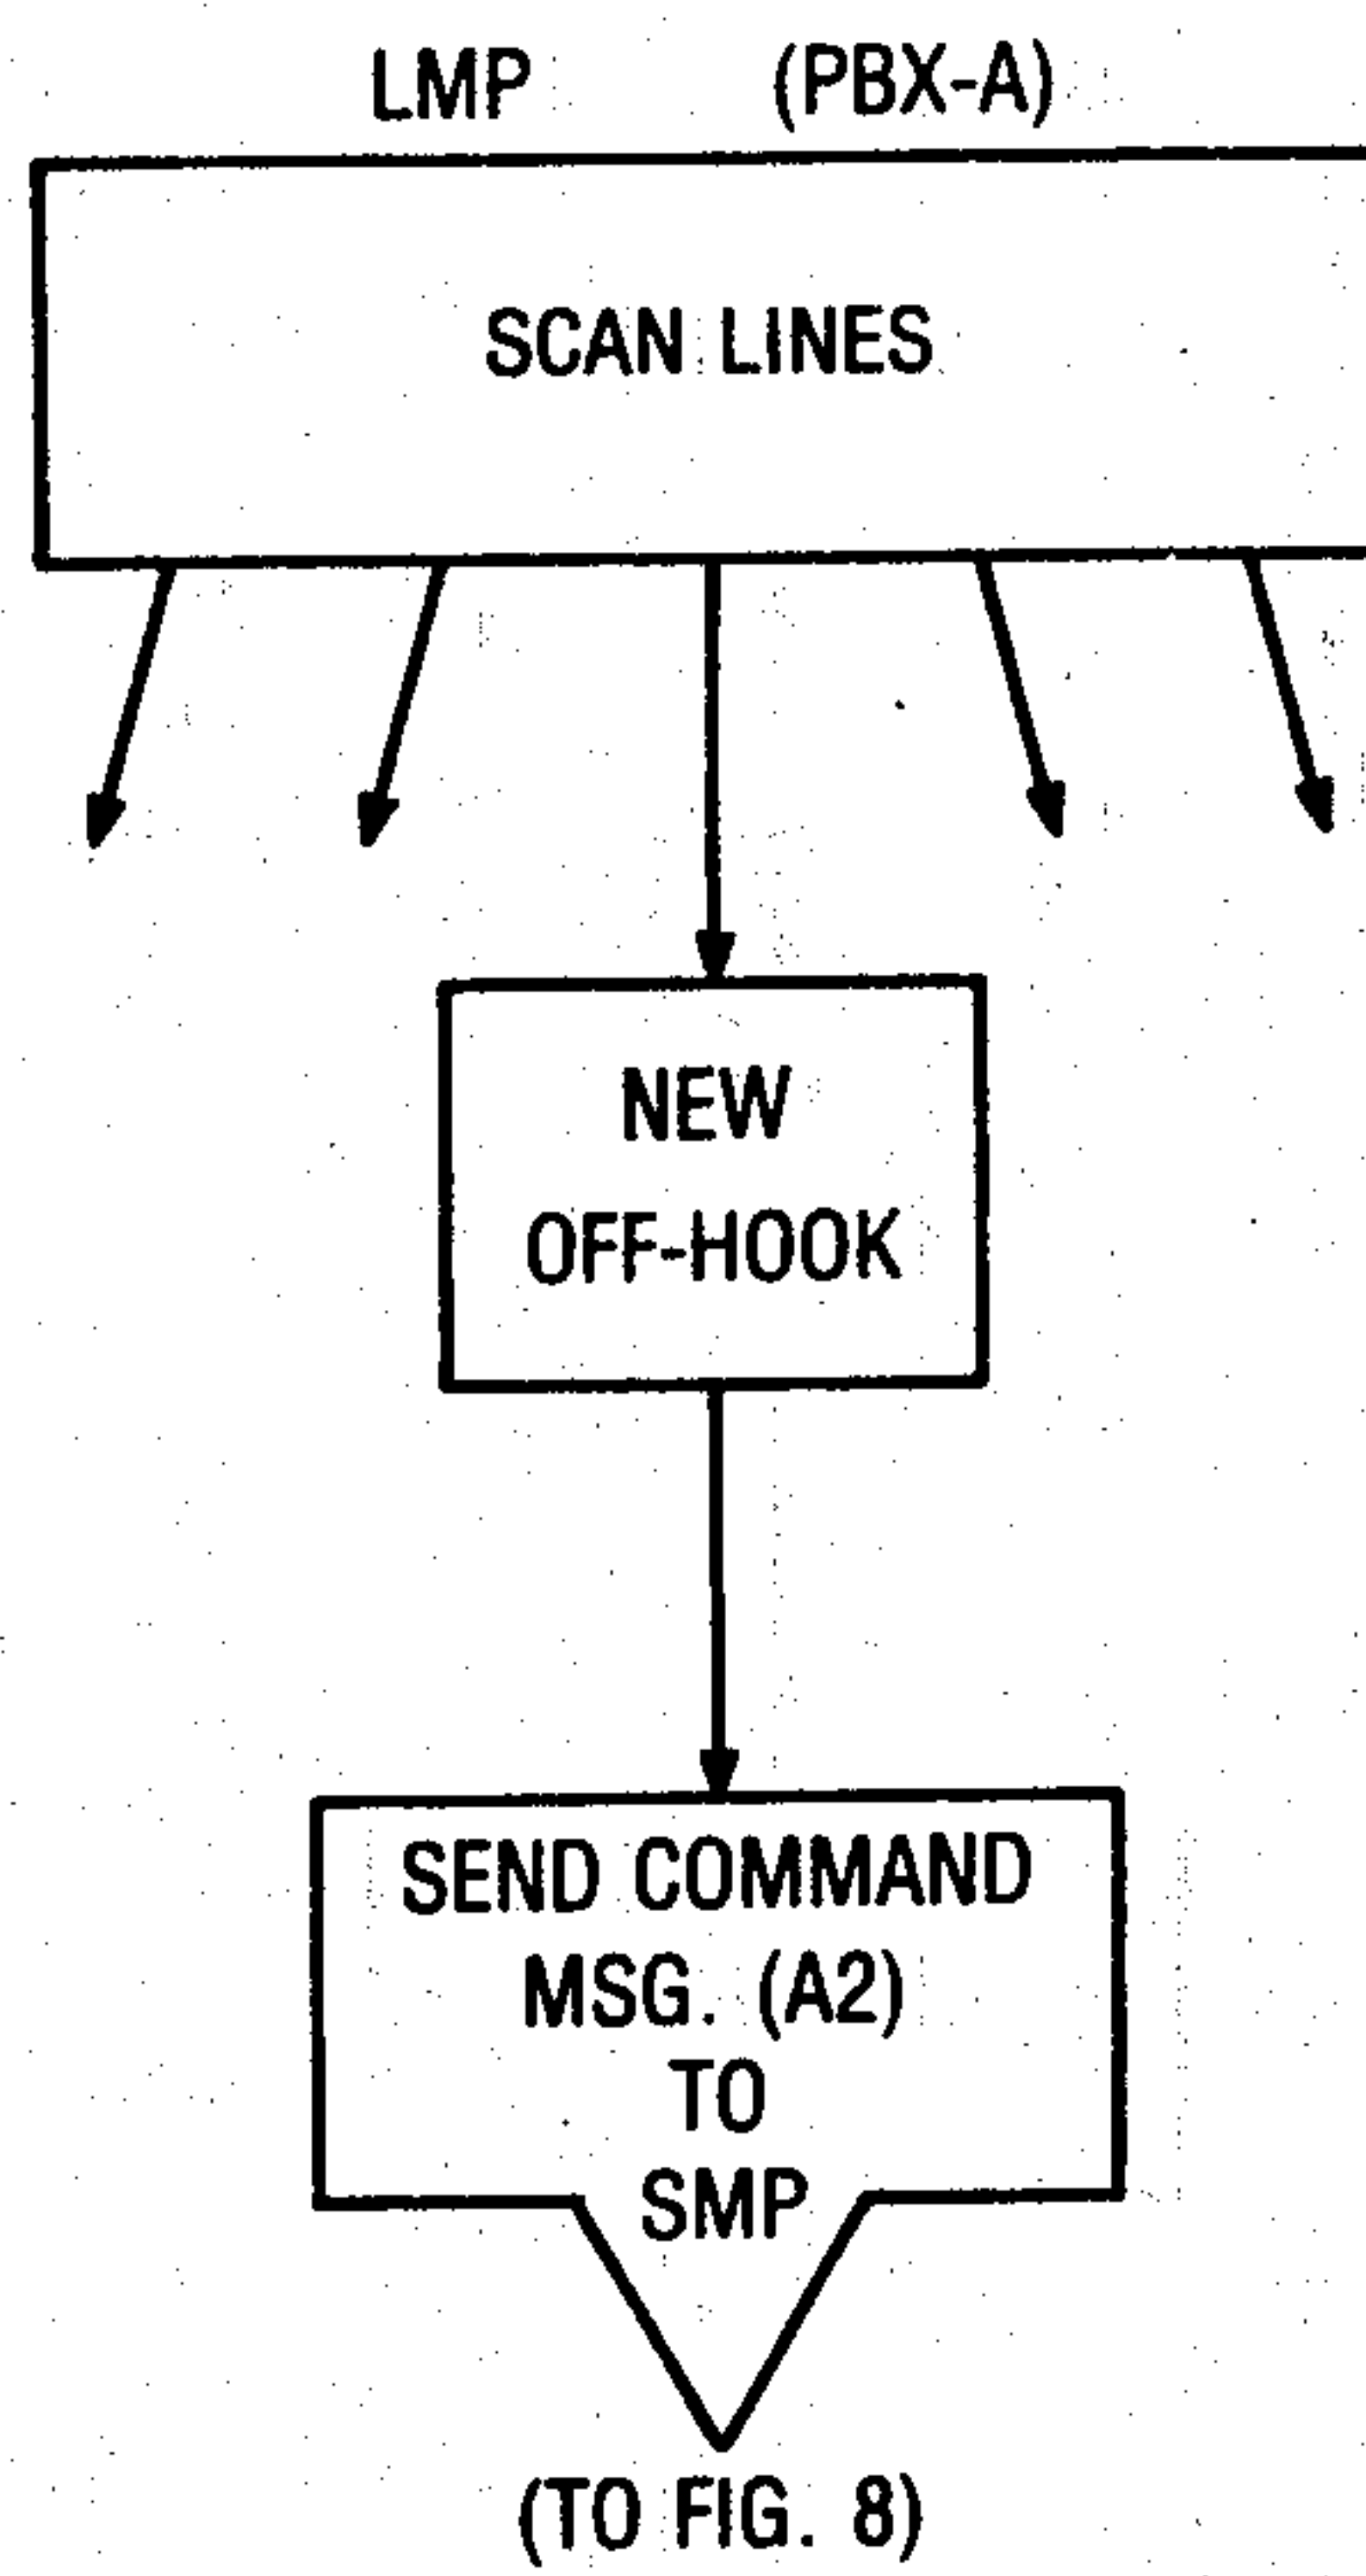 LMP (PBX-A)
SCAN LINES
NEW
OFF-HOOK
SEND COMMAND
MSG. (A2)
TO
SMP
(TO FIG. 8)